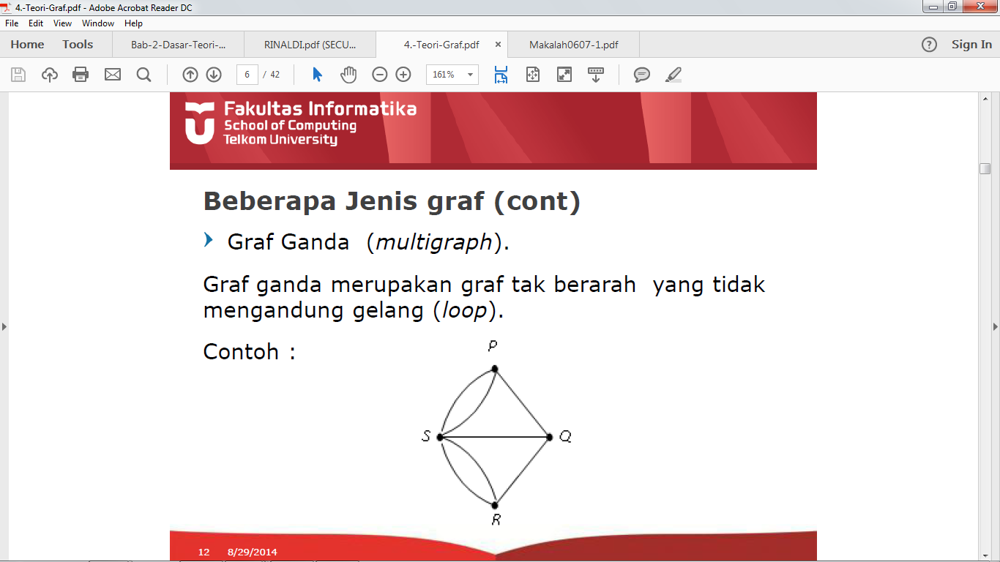 4.-Teori-Graf.pdf - Adobe Acrobat Reader DC
File Edit View Window Help
Home Tools Bab-2-Dasar-Teori-... RINALDI.pdf (SECU... 4.-Teori-Graf.pdf × Makalah0607-1.pdf ? Sign In
6 / 42 161%
Fakultas Informatika
School of Computing
Telkom University
Beberapa Jenis graf (cont)
Graf Ganda (multigraph).
Graf ganda merupakan graf tak berarah yang tidak
mengandung gelang (loop).
Contoh :
P
S Q
R
12 8/29/2014